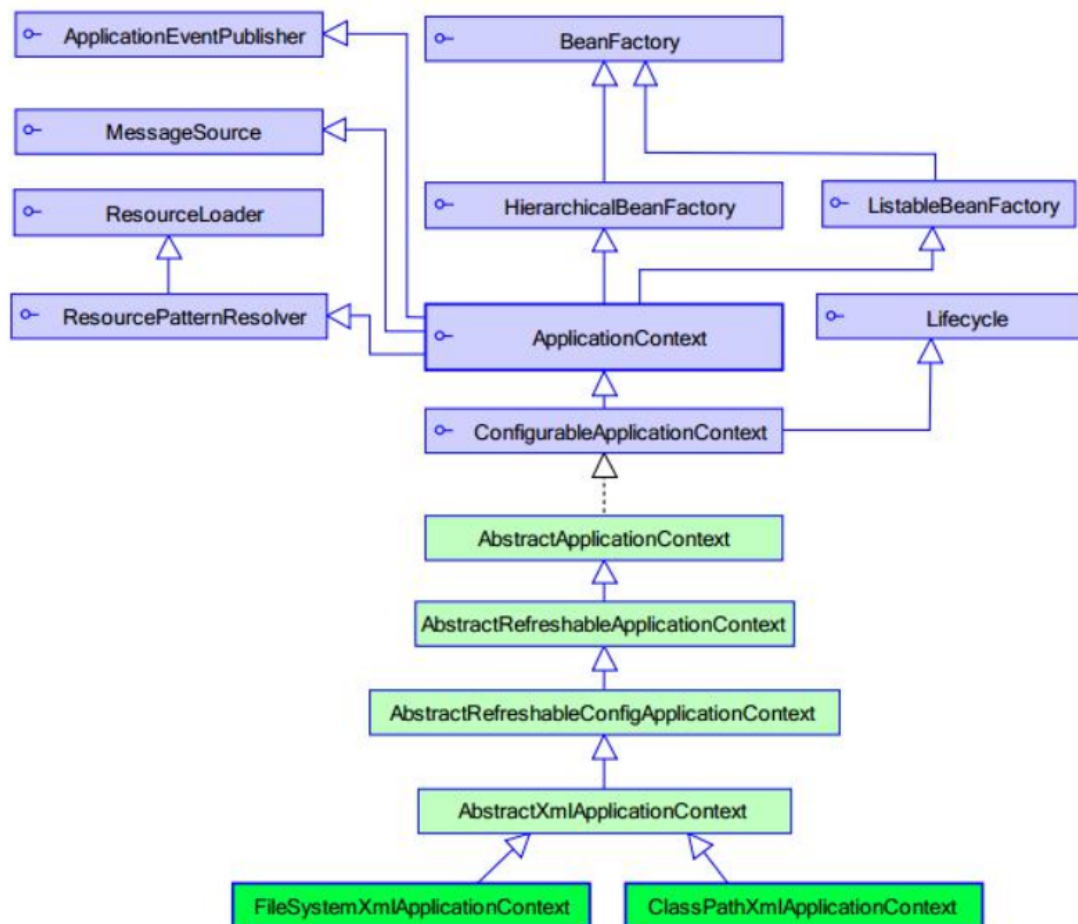 ApplicationEventPublisher
BeanFactory
MessageSource
ResourceLoader
HierarchicalBeanFactory
ListableBeanFactory
ResourcePatternResolver
ApplicationContext
Lifecycle
ConfigurableApplicationContext
AbstractApplicationContext
AbstractRefreshableApplicationContext
AbstractRefreshableConfigApplicationContext
AbstractXmlApplicationContext
FileSystemXmlApplicationContext
ClassPathXmlApplicationContext